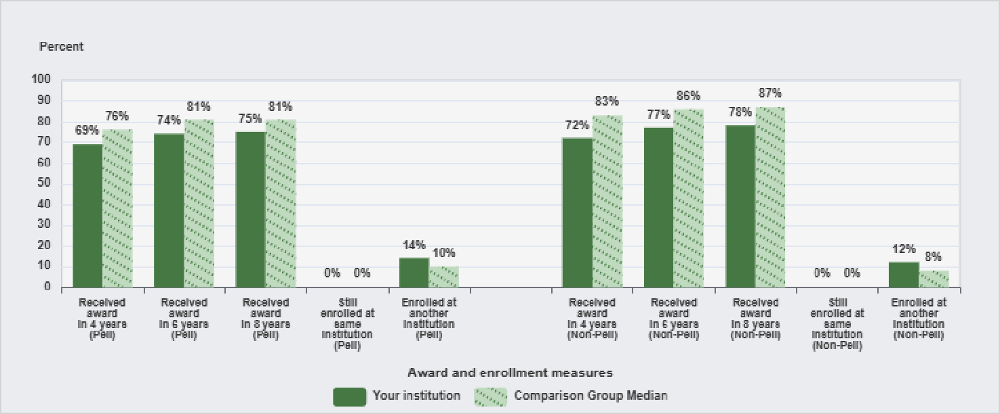 Percent
100
90
80
70
60
50
40
30
20
10
0
69%
76%
74%
81%
75%
81%
0%
0%
14%
10%
72%
83%
77%
86%
78%
87%
0%
0%
12%
8%
Received
award
in 4 years
(Pell)
Received
award
in 6 years
(Pell)
Received
award
in 8 years
(Pell)
Still
enrolled at
same
institution
(Pell)
Enrolled at
another
institution
(Pell)
Received
award
in 4 years
(Non-Pell)
Received
award
in 6 years
(Non-Pell)
Received
award
in 8 years
(Non-Pell)
Still
enrolled at
same
institution
(Non-Pell)
Enrolled at
another
institution
(Non-Pell)
Award and enrollment measures
Your institution
Comparison Group Median